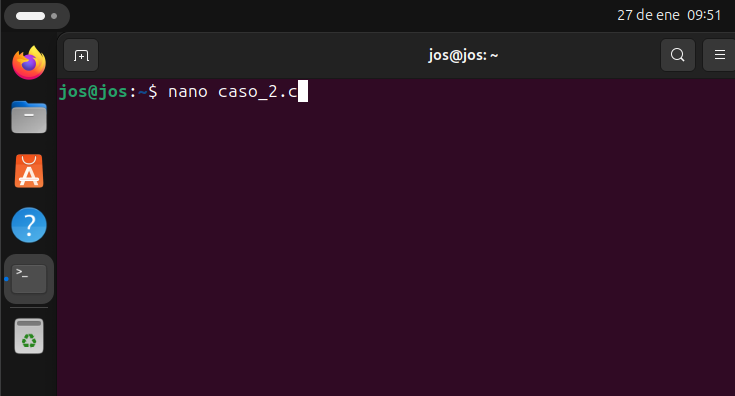 27 de ene 09:51
jos@jos: ~
jos@jos:~$ nano caso_2.c
>_